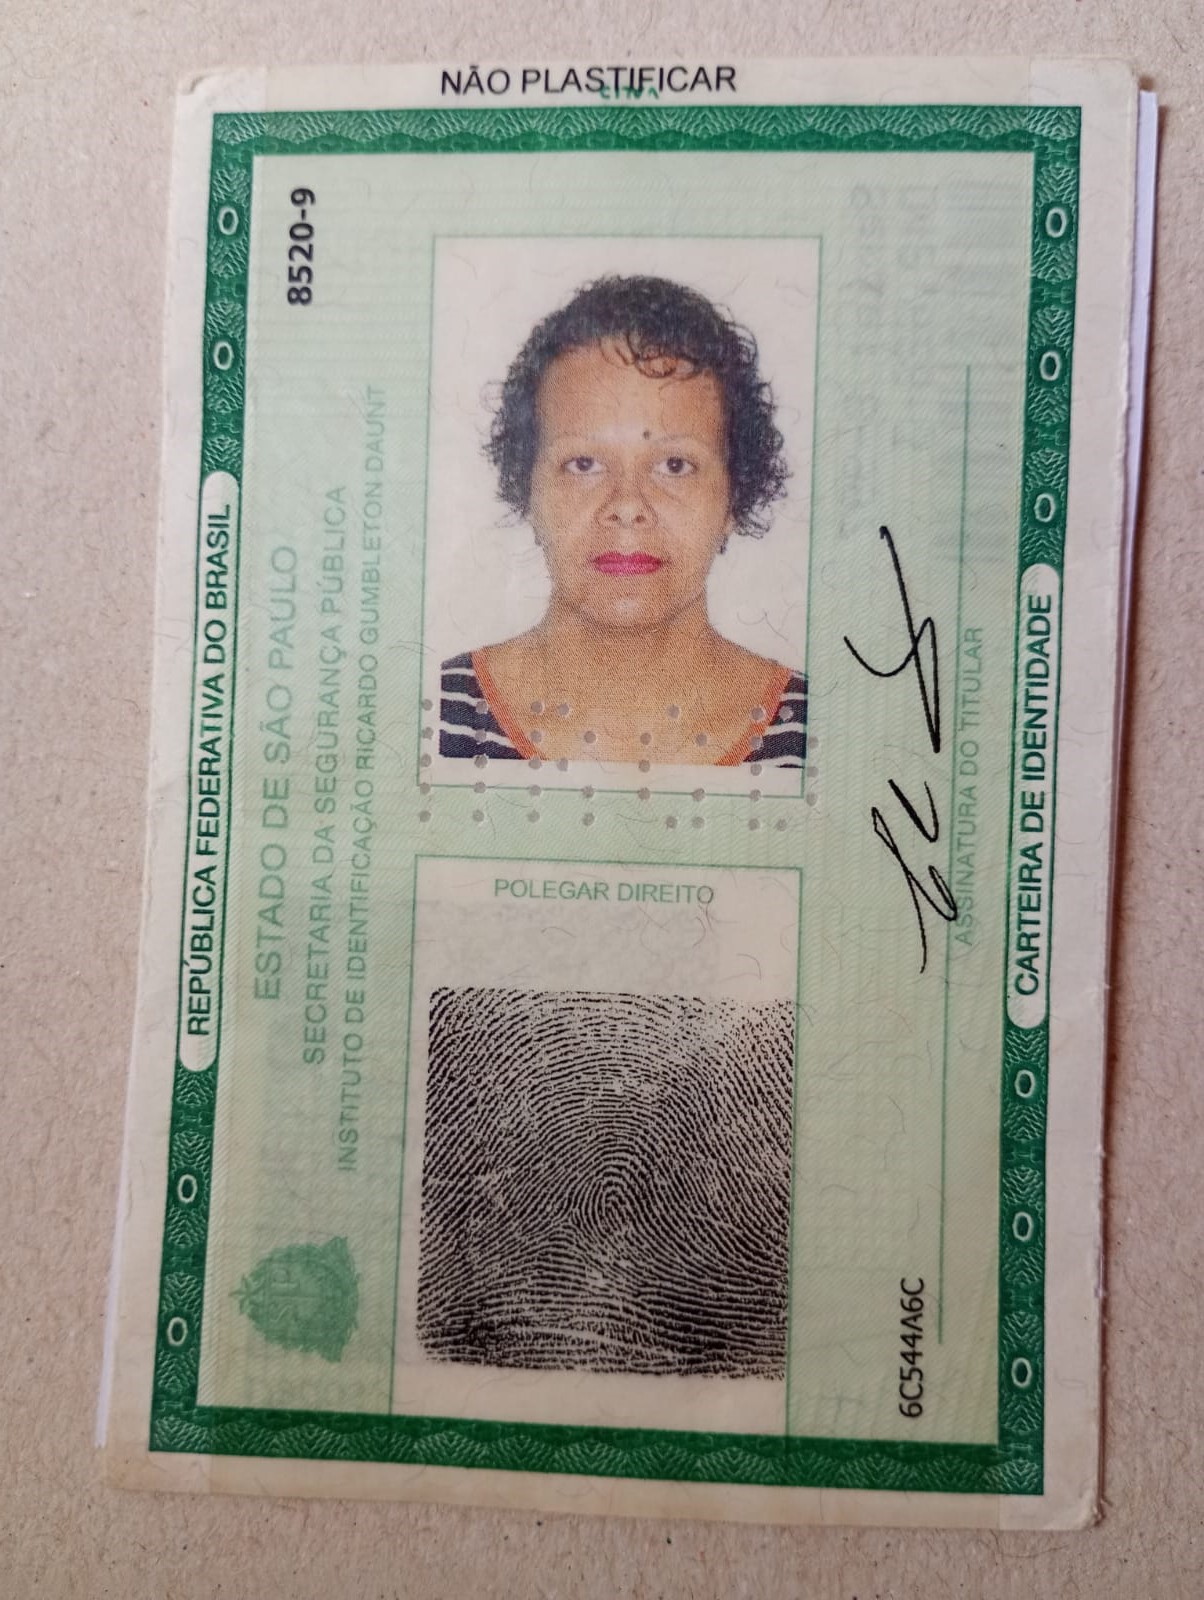 NÃO PLASTIFICAR
REPÚBLICA FEDERATIVA DO BRASIL
8520-9
ESTADO DE SÃO PAULO
SECRETARIA DA SEGURANÇA PÚBLICA
INSTITUTO DE IDENTIFICAÇÃO RICARDO GUMBLETON DAUNT
POLEGAR DIREITO
ASSINATURA DO TITULAR
6C544A6C
CARTEIRA DE IDENTIDADE